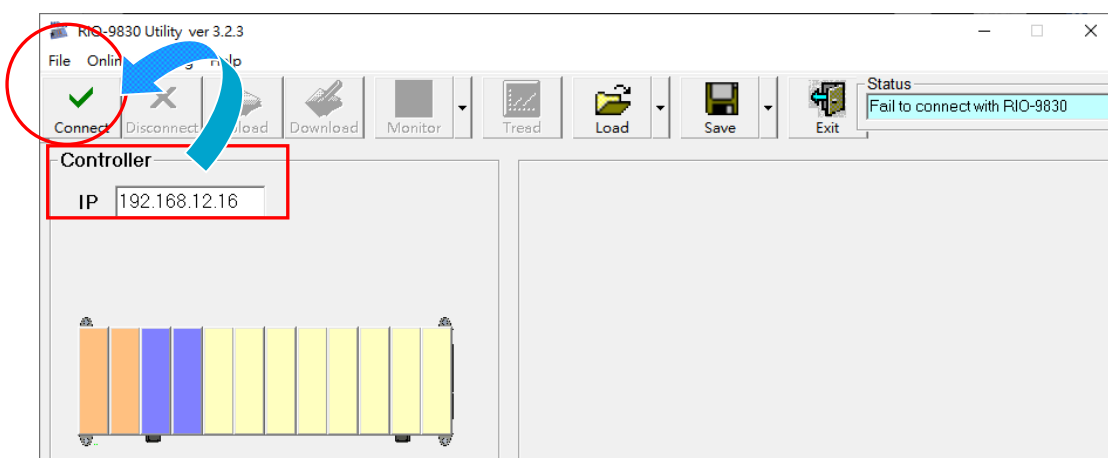 RIO-9830 Utility ver 3.2.3
File
Connect Disconnect Download Monitor Tread Load Save Exit
Status
Fail to connect with RIO-9830
Controller
IP 192.168.12.16